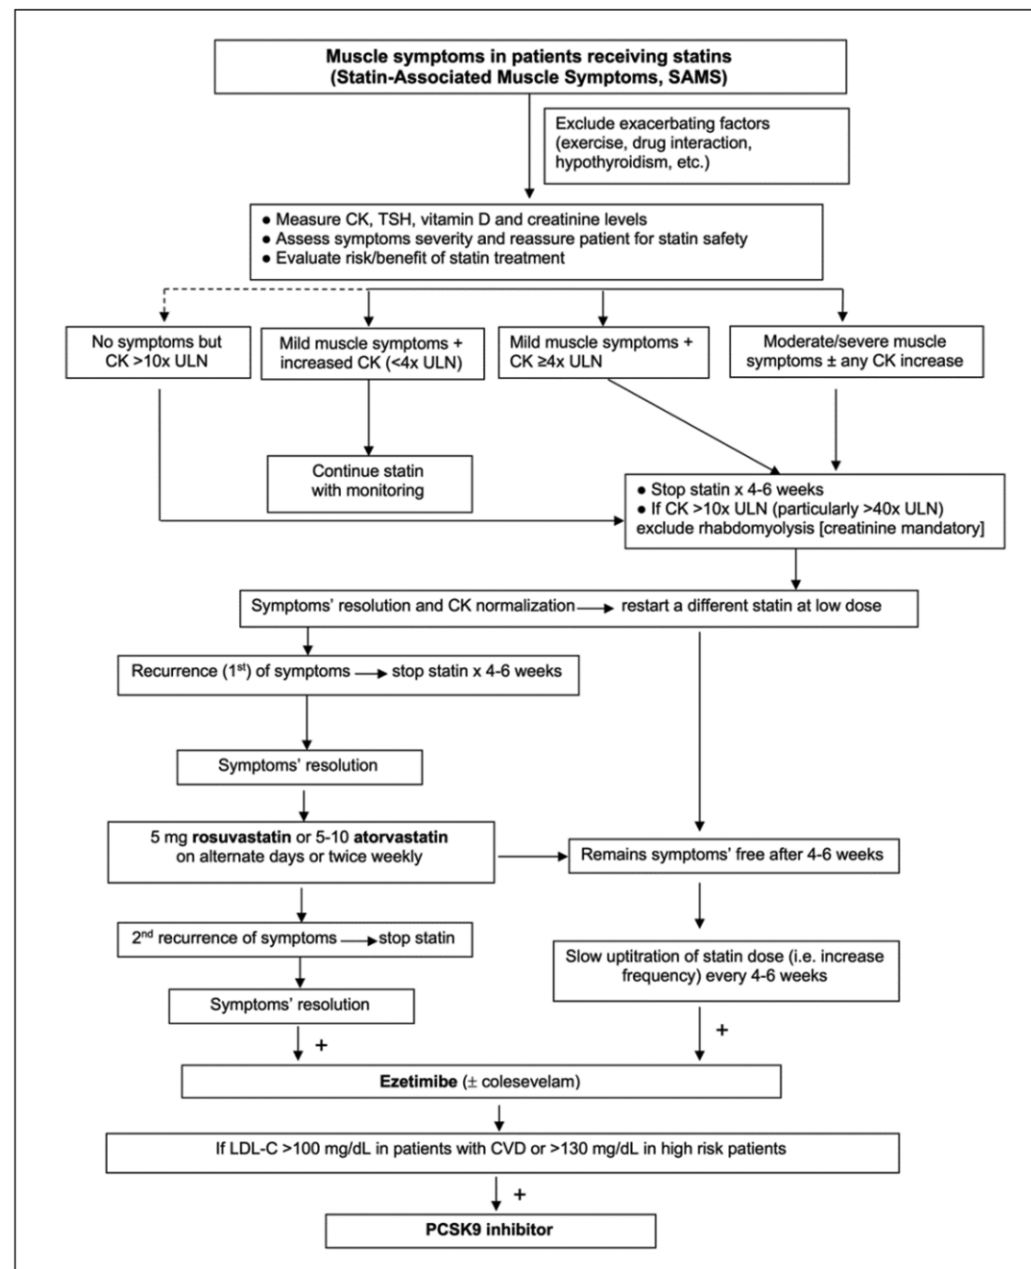 Muscle symptoms in patients receiving statins
(Statin-Associated Muscle Symptoms, SAMS)
Exclude exacerbating factors
(exercise, drug interaction,
hypothyroidism, etc.)
● Measure CK, TSH, vitamin D and creatinine levels
● Assess symptoms severity and reassure patient for statin safety
● Evaluate risk/benefit of statin treatment
No symptoms but
CK >10x ULN
Mild muscle symptoms +
increased CK (<4x ULN)
Mild muscle symptoms +
CK ≥4x ULN
Moderate/severe muscle
symptoms ± any CK increase
Continue statin
with monitoring
● Stop statin x 4-6 weeks
● If CK >10x ULN (particularly >40x ULN)
exclude rhabdomyolysis [creatinine mandatory]
Symptoms' resolution and CK normalization → restart a different statin at low dose
Recurrence (1st) of symptoms → stop statin x 4-6 weeks
Symptoms' resolution
5 mg rosuvastatin or 5-10 atorvastatin
on alternate days or twice weekly
Remains symptoms' free after 4-6 weeks
2nd recurrence of symptoms → stop statin
Slow uptitration of statin dose (i.e. increase
frequency) every 4-6 weeks
Symptoms' resolution
+
+
Ezetimibe (± colesevelam)
If LDL-C >100 mg/dL in patients with CVD or >130 mg/dL in high risk patients
+
PCSK9 inhibitor